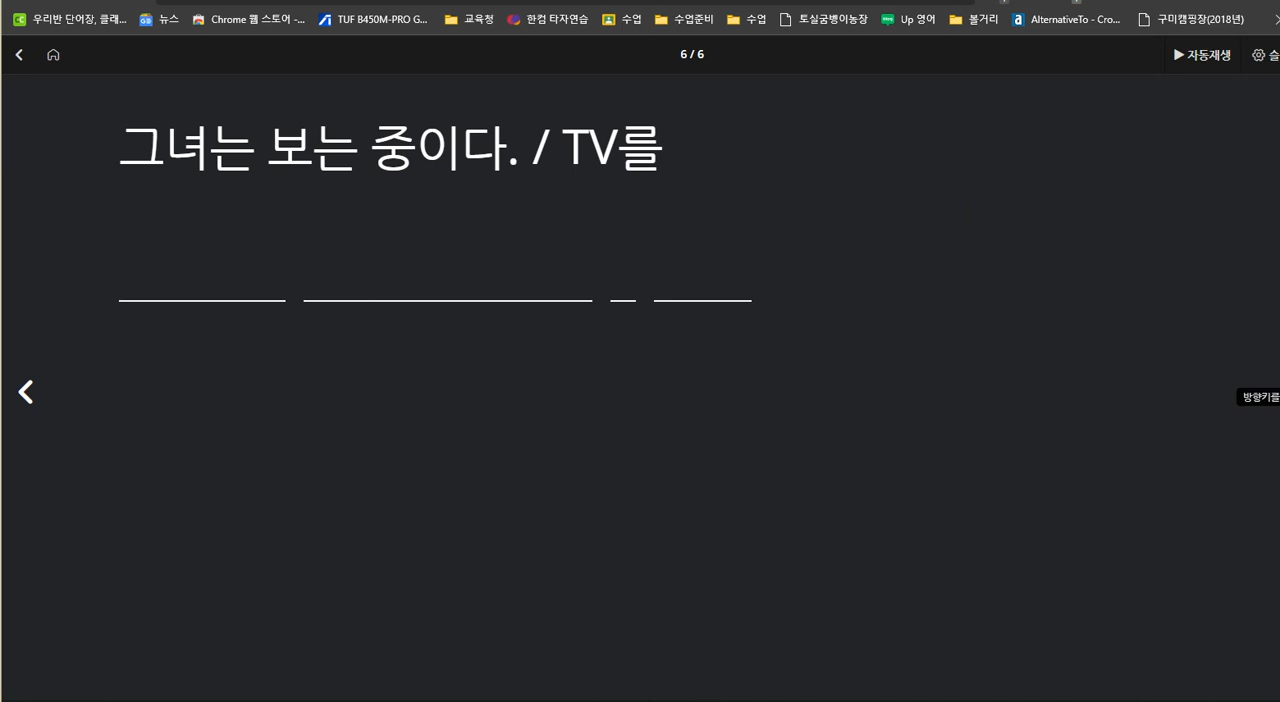 우리반 단어장, 클래... 뉴스 Chrome 웹 스토어 -... TUF B450M-PRO G... 교육청 한컴 타자연습 수업 수업준비 수업 토실굼벵이농장 Up 영어 볼거리 AlternativeTo - Cro... 구미캠핑장(2018년)
6 / 6 자동재생 슬
그녀는 보는 중이다. / TV를
방향키를